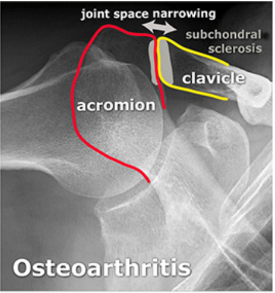 joint space narrowing
subchondral
sclerosis
clavicle
acromion
Osteoarthritis